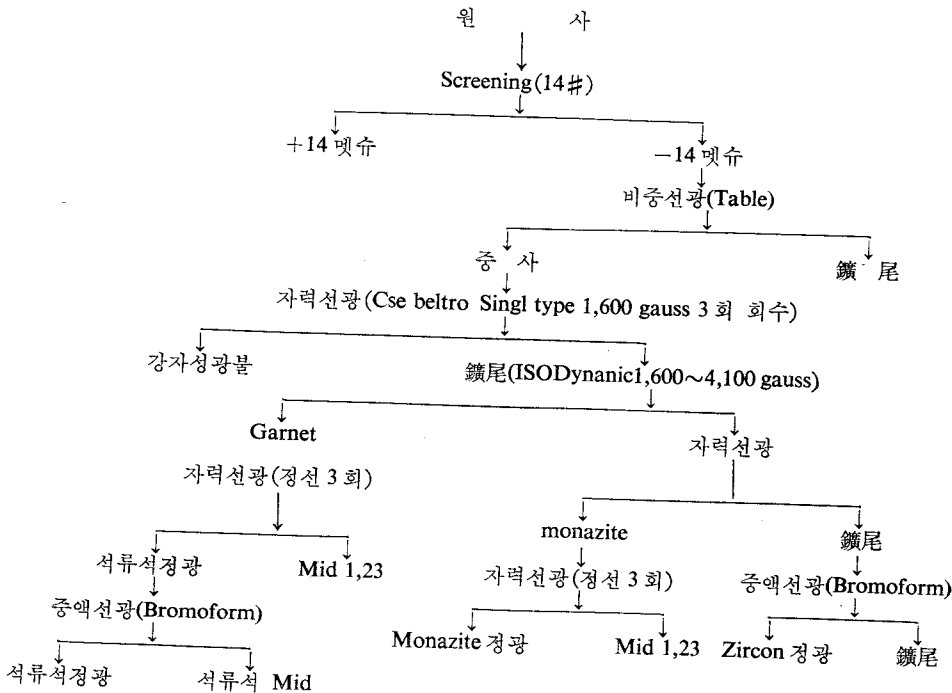 원 사
Screening(14#)
+14 멧슈 −14 멧슈
비중선광(Table)
중 사 鑛 尾
자력선광(Cse beltro Singl type 1,600 gauss 3회 회수)
강자성광불 鑛尾(ISODynanic1,600~4,100 gauss)
Garnet 자력선광
자력선광(정선 3회)
monazite 鑛尾
석류석정광 Mid 1,23 자력선광(정선 3회) 중액선광(Bromoform)
중액선광(Bromoform)
Monazite 정광 Mid 1,23 Zircon 정광 鑛尾
석류석정광 석류석 Mid